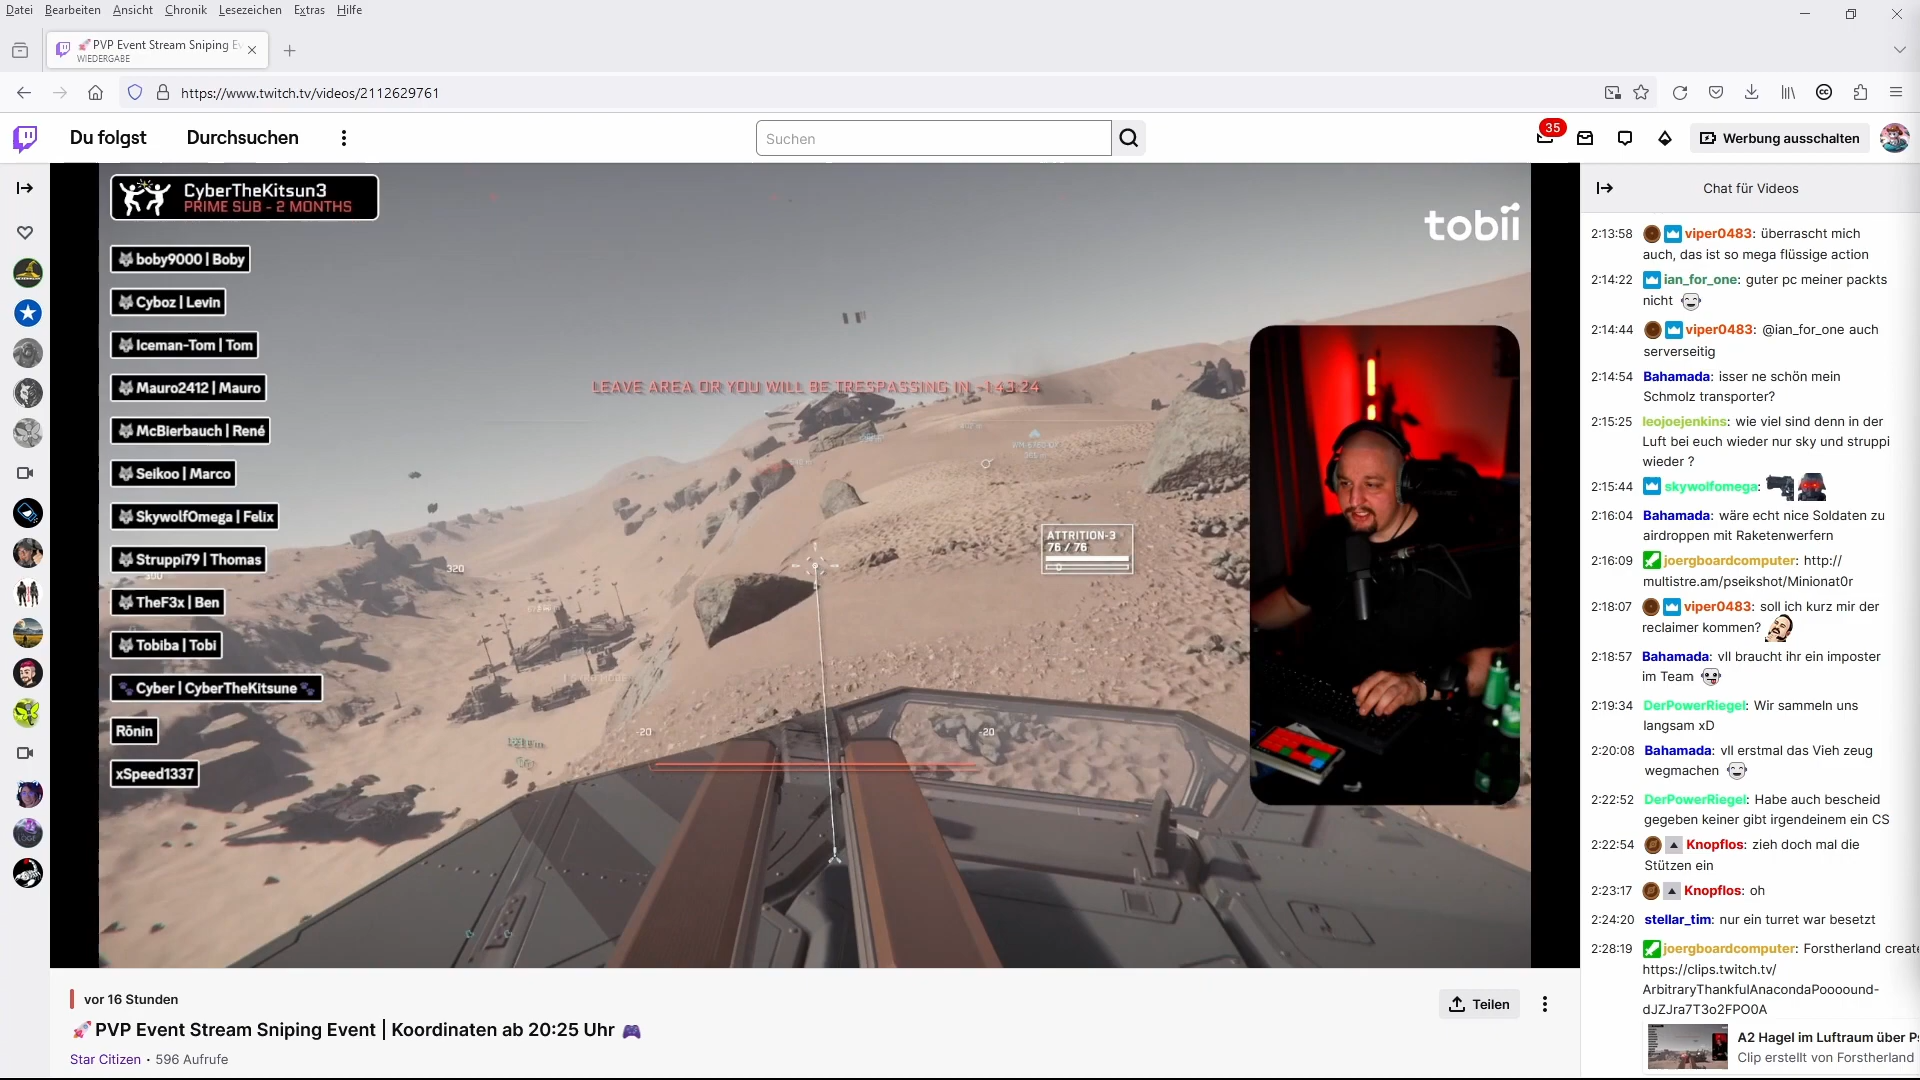 Datei Bearbeiten Ansicht Chronik Lesezeichen Extras Hilfe
PVP Event Stream Sniping Ev
WIEDERGABE
https://www.twitch.tv/videos/2112629761
Du folgst Durchsuchen
Suchen
35
Werbung ausschalten
CyberTheKitsun3
PRIME SUB - 2 MONTHS
tobii
boby9000 | Boby
Cyboz | Levin
Iceman-Tom | Tom
LEAVE AREA OR YOU WILL BE TRESPASSING IN -1:43:24
Mauro2412 | Mauro
McBierbauch | René
Seikoo | Marco
SkywolfOmega | Felix
ATTRITION-3
76 / 76
0
Struppi79 | Thomas
300
320
TheF3x | Ben
Tobiba | Tobi
Cyber | CyberTheKitsune
Rōnin
-20
-20
xSpeed1337
vor 16 Stunden
PVP Event Stream Sniping Event | Koordinaten ab 20:25 Uhr
Star Citizen • 596 Aufrufe
Teilen
Chat für Videos
2:13:58 viper0483: überrascht mich
auch, das ist so mega flüssige action
2:14:22 ian_for_one: guter pc meiner packts
nicht
2:14:44 viper0483: @ian_for_one auch
serverseitig
2:14:54 Bahamada: isser ne schön mein
Schmolz transporter?
2:15:25 leojoejenkins: wie viel sind denn in der
Luft bei euch wieder nur sky und struppi
wieder ?
2:15:44 skywolfomega:
2:16:04 Bahamada: wäre echt nice Soldaten zu
airdroppen mit Raketenwerfern
2:16:09 joergboardcomputer: http://
multistre.am/pseikshot/Minionat0r
2:18:07 viper0483: soll ich kurz mir der
reclaimer kommen?
2:18:57 Bahamada: vll braucht ihr ein imposter
im Team
2:19:34 DerPowerRiegel: Wir sammeln uns
langsam xD
2:20:08 Bahamada: vll erstmal das Vieh zeug
wegmachen
2:22:52 DerPowerRiegel: Habe auch bescheid
gegeben keiner gibt irgendeinem ein CS
2:22:54 Knopflos: zieh doch mal die
Stützen ein
2:23:17 Knopflos: oh
2:24:20 stellar_tim: nur ein turret war besetzt
2:28:19 joergboardcomputer: Forstherland create
https://clips.twitch.tv/
ArbitraryThankfulAnacondaPoooound-
dJZJra7T3o2FPO0A
A2 Hagel im Luftraum über Ps
Clip erstellt von Forstherland